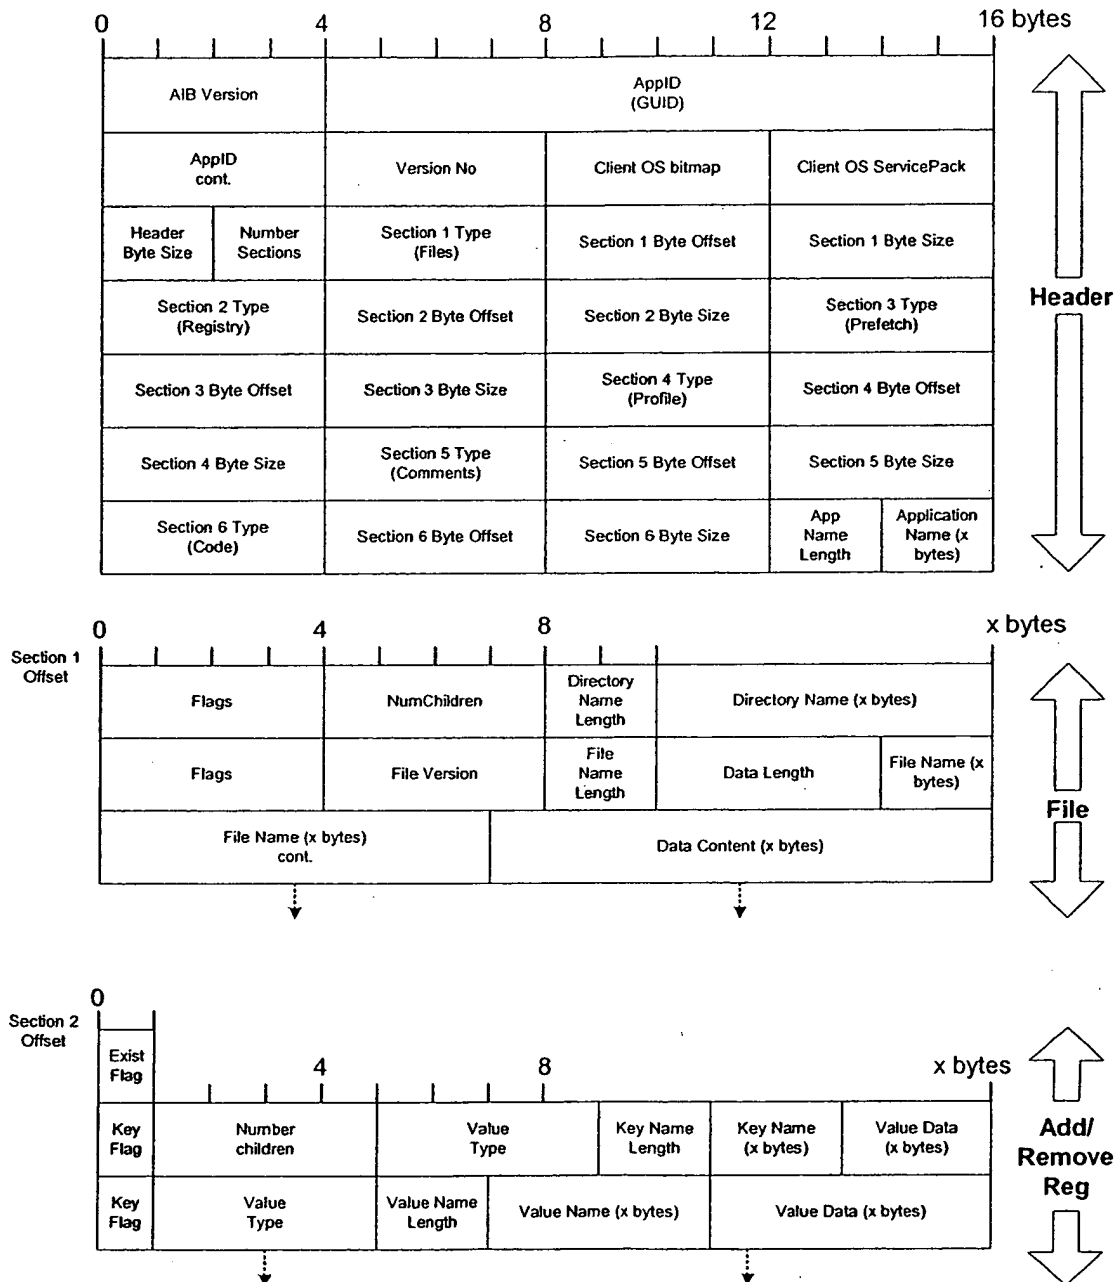 0 4 8 12 16 bytes
AIB Version
AppID
(GUID)
AppID
cont.
Version No
Client OS bitmap
Client OS ServicePack
Header
Byte Size
Number
Sections
Section 1 Type
(Files)
Section 1 Byte Offset
Section 1 Byte Size
Section 2 Type
(Registry)
Section 2 Byte Offset
Section 2 Byte Size
Section 3 Type
(Prefetch)
Header
Section 3 Byte Offset
Section 3 Byte Size
Section 4 Type
(Profile)
Section 4 Byte Offset
Section 4 Byte Size
Section 5 Type
(Comments)
Section 5 Byte Offset
Section 5 Byte Size
Section 6 Type
(Code)
Section 6 Byte Offset
Section 6 Byte Size
App
Name
Length
Application
Name (x
bytes)
0 4 8 x bytes
Section 1
Offset
Flags
NumChildren
Directory
Name
Length
Directory Name (x bytes)
Flags
File Version
File
Name
Length
Data Length
File Name (x
bytes)
File
File Name (x bytes)
cont.
Data Content (x bytes)
0
Section 2
Offset
Exist
Flag
4 8 x bytes
Key
Flag
Number
children
Value
Type
Key Name
Length
Key Name
(x bytes)
Value Data
(x bytes)
Add/
Remove
Reg
Key
Flag
Value
Type
Value Name
Length
Value Name (x bytes)
Value Data (x bytes)